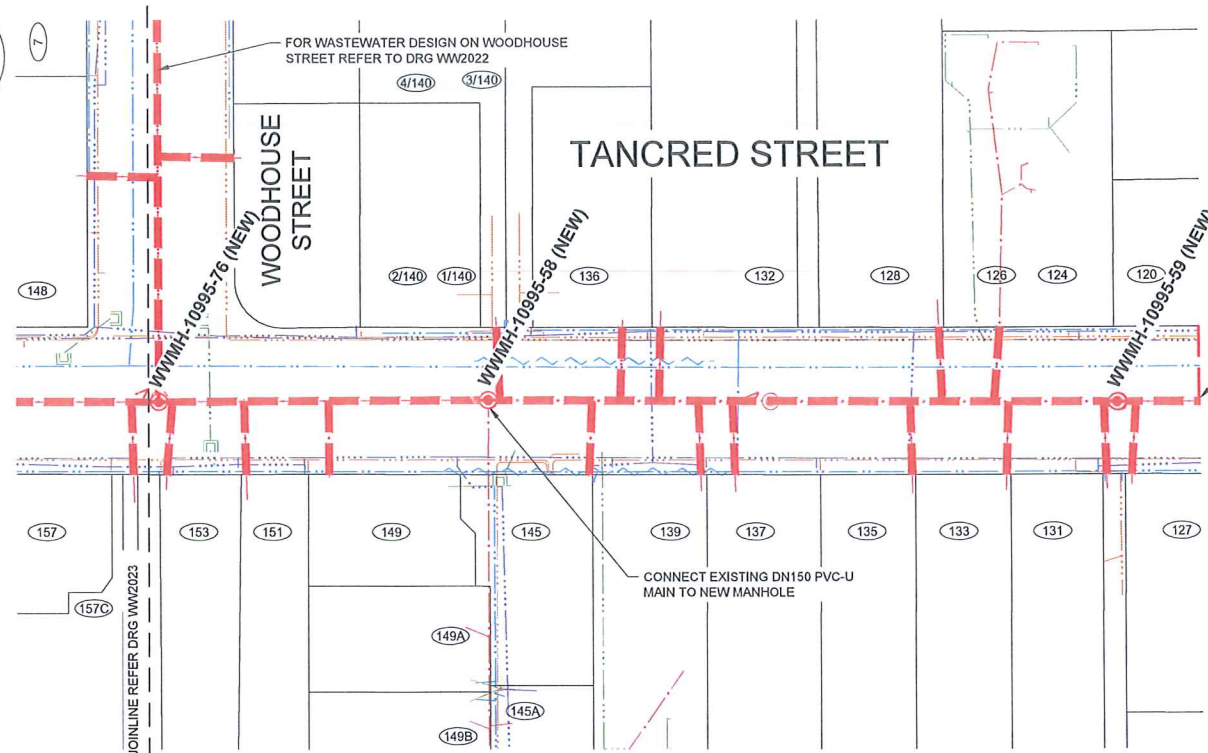 7
FOR WASTEWATER DESIGN ON WOODHOUSE
STREET REFER TO DRG WW2022
4/140
3/140
TANCRED STREET
WOODHOUSE
STREET
WWMH-10995-76 (NEW)
WWMH-10995-58 (NEW)
WWMH-10995-59 (NEW)
148
2/140
1/140
136
132
128
126
124
120
157
153
151
149
145
139
137
135
133
131
127
CONNECT EXISTING DN150 PVC-U
MAIN TO NEW MANHOLE
157C
JOINLINE REFER DRG WW2023
149A
145A
149B